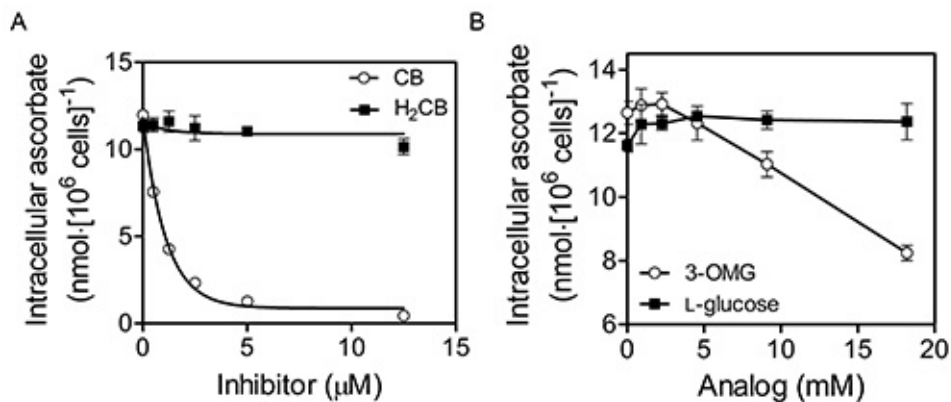 A
Intracellular ascorbate
(nmol·[10⁶ cells]⁻¹
15
10
5
0
CB
H₂CB
0
5
10
15
Inhibitor (μM)
B
Intracellular ascorbate
(nmol·[10⁶ cells]⁻¹
14
12
10
8
6
3-OMG
L-glucose
0
5
10
15
20
Analog (mM)